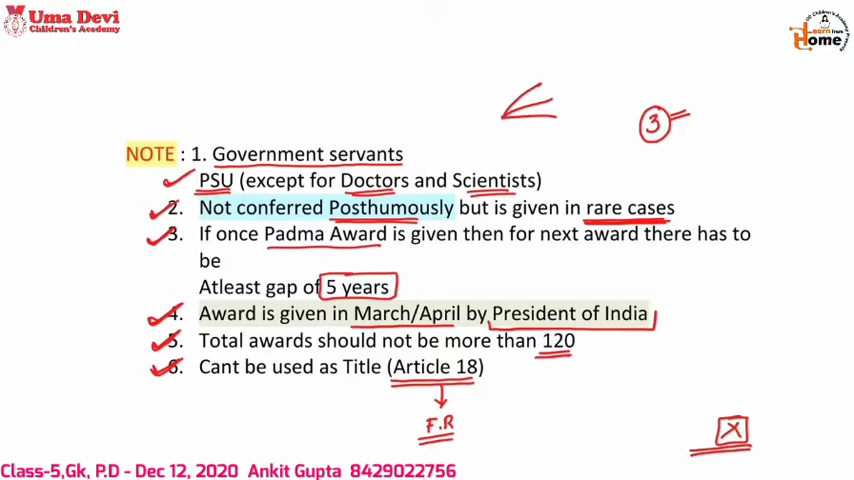 Uma Devi
Children's Academy
UD Children's Academy Presents
Learn from
Home
3
NOTE : 1. Government servants
PSU (except for Doctors and Scientists)
2. Not conferred Posthumously but is given in rare cases
3. If once Padma Award is given then for next award there has to
be
Atleast gap of 5 years
4. Award is given in March/April by President of India
5. Total awards should not be more than 120
6. Cant be used as Title (Article 18)
F.R
X
Class-5,Gk, P.D - Dec 12, 2020 Ankit Gupta 8429022756